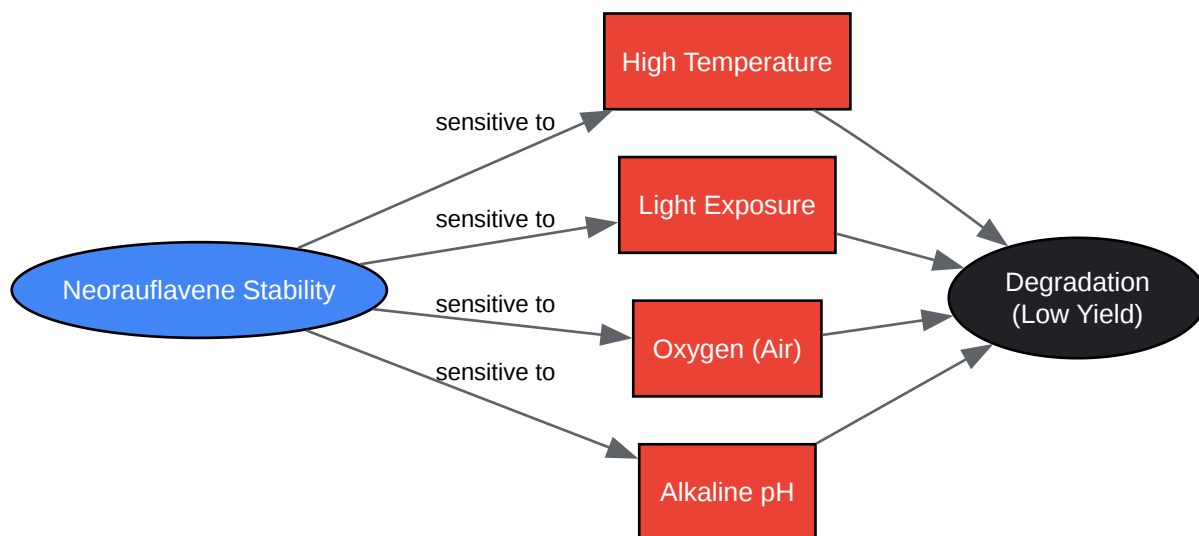 High Temperature
sensitive to
Light Exposure
sensitive to
Neorauflavene Stability
Degradation
(Low Yield)
sensitive to
Oxygen (Air)
sensitive to
Alkaline pH